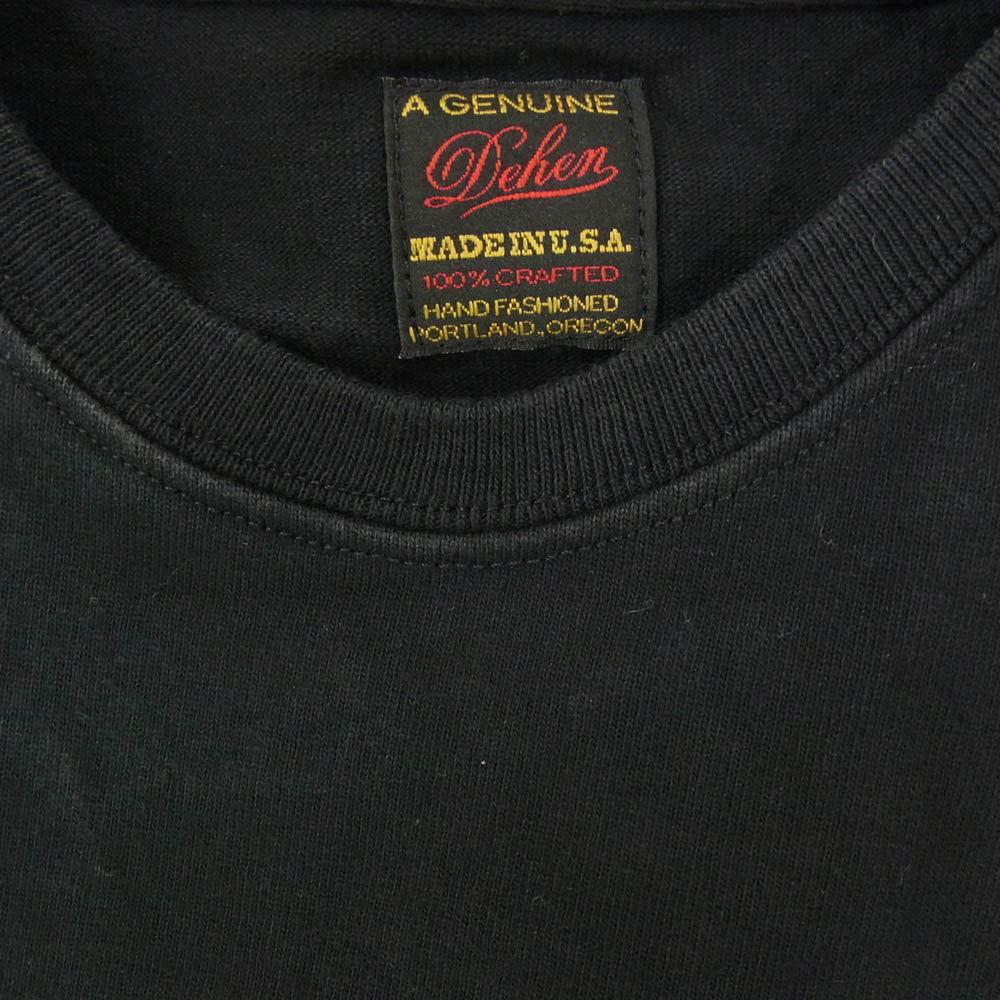 A GENUINE
Dehen
MADE IN U.S.A.
100% CRAFTED
HAND FASHIONED
PORTLAND., OREGON